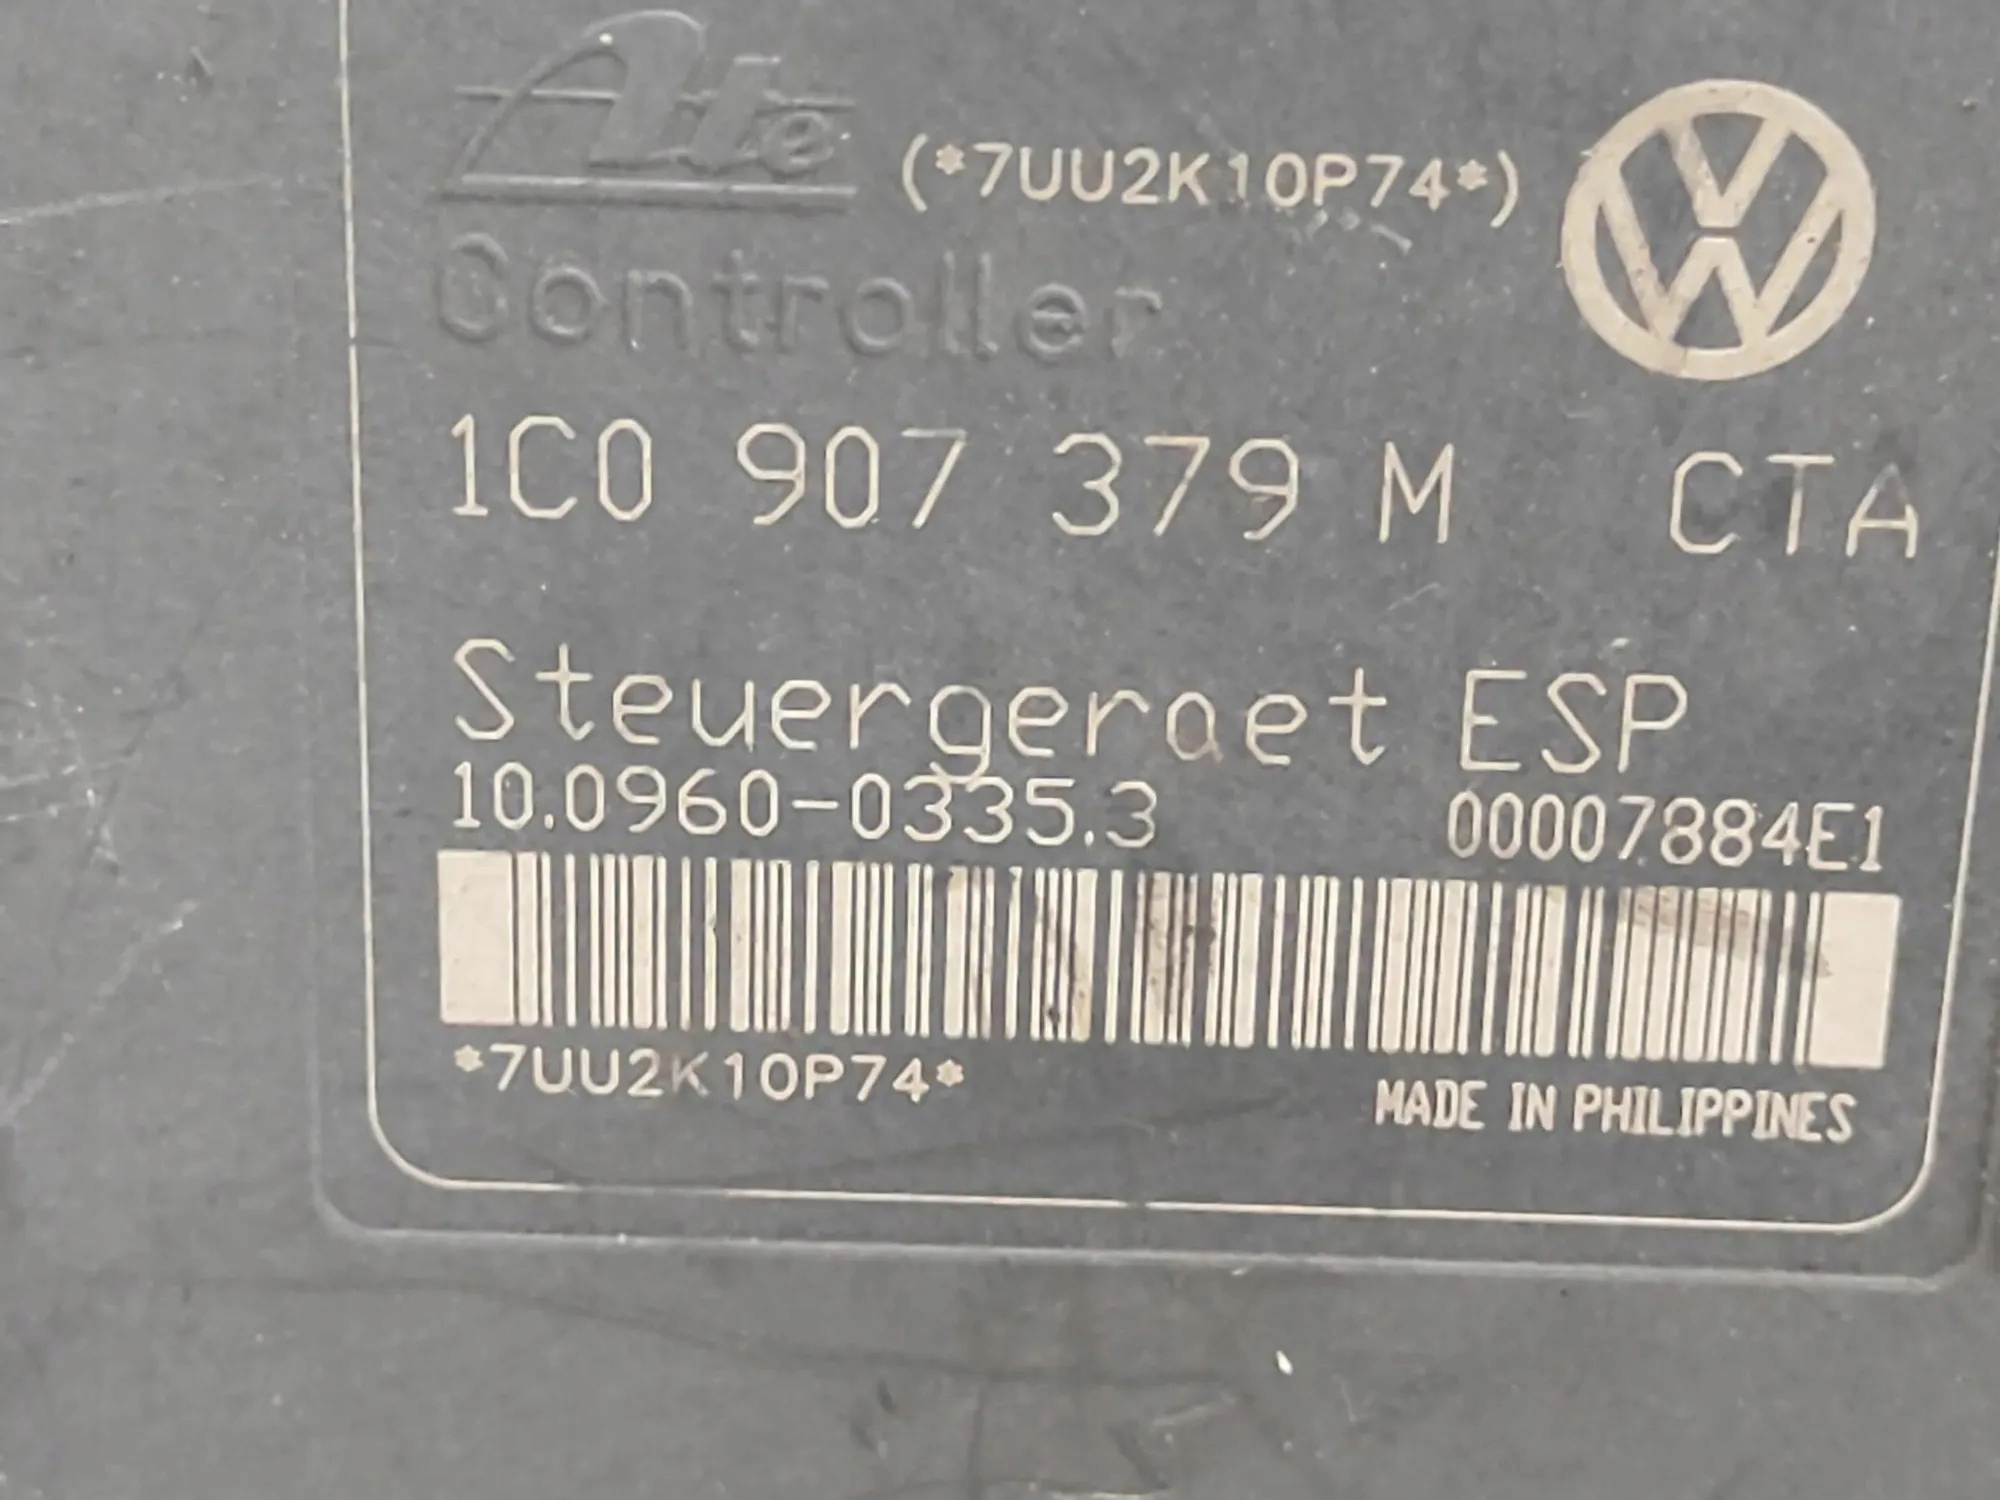 Ate (*7UU2K10P74*)
Controller
1C0 907 379 M CTA
Steuergeraet ESP
10.0960-0335.3 00007884E1
*7UU2K10P74*
MADE IN PHILIPPINES